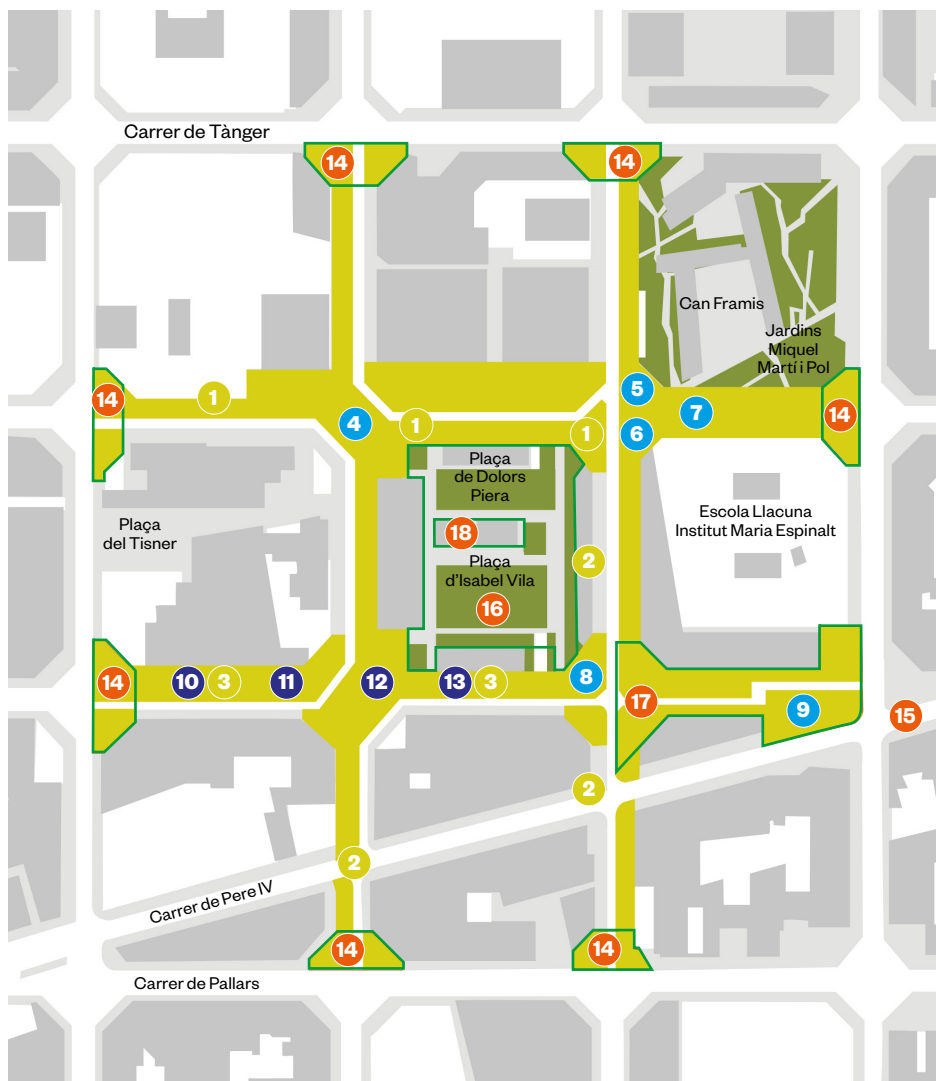 Carrer de Tànger
14
14
Can Framis
Jardins
Miquel
Martí i Pol
14
1
5
7
14
4
1
1
6
Plaça
de Dolors
Piera
Escola Llacuna
Institut Maria Espinalt
Plaça
del Tisner
18
2
Plaça
d'Isabel Vila
16
14
10
3
11
12
13
3
8
17
9
15
2
2
Carrer de Pere IV
14
14
Carrer de Pallars